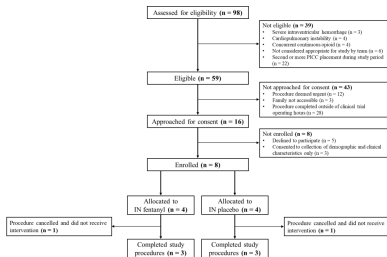 Assessed for eligibility (n = 98)
Not eligible (n = 39)
• Severe intraventricular hemorrhage (n = 3)
• Cardiopulmonary instability (n = 4)
• Concurrent continuous opioid (n = 4)
• Not considered appropriate for study by team (n = 6)
• Second or more PICC placement during study period
(n = 22)
Eligible (n = 59)
Not approached for consent (n = 43)
• Procedure deemed urgent (n = 12)
• Family not accessible (n = 3)
• Procedure completed outside of clinical trial
operating hours (n = 28)
Approached for consent (n = 16)
Not enrolled (n = 8)
• Declined to participate (n = 5)
• Consented to collection of demographic and clinical
characteristics only (n = 3)
Enrolled (n = 8)
Allocated to
IN fentanyl (n = 4)
Allocated to
IN placebo (n = 4)
Procedure cancelled and did not receive
intervention (n = 1)
Procedure cancelled and did not receive
intervention (n = 1)
Completed study
procedures (n = 3)
Completed study
procedures (n = 3)